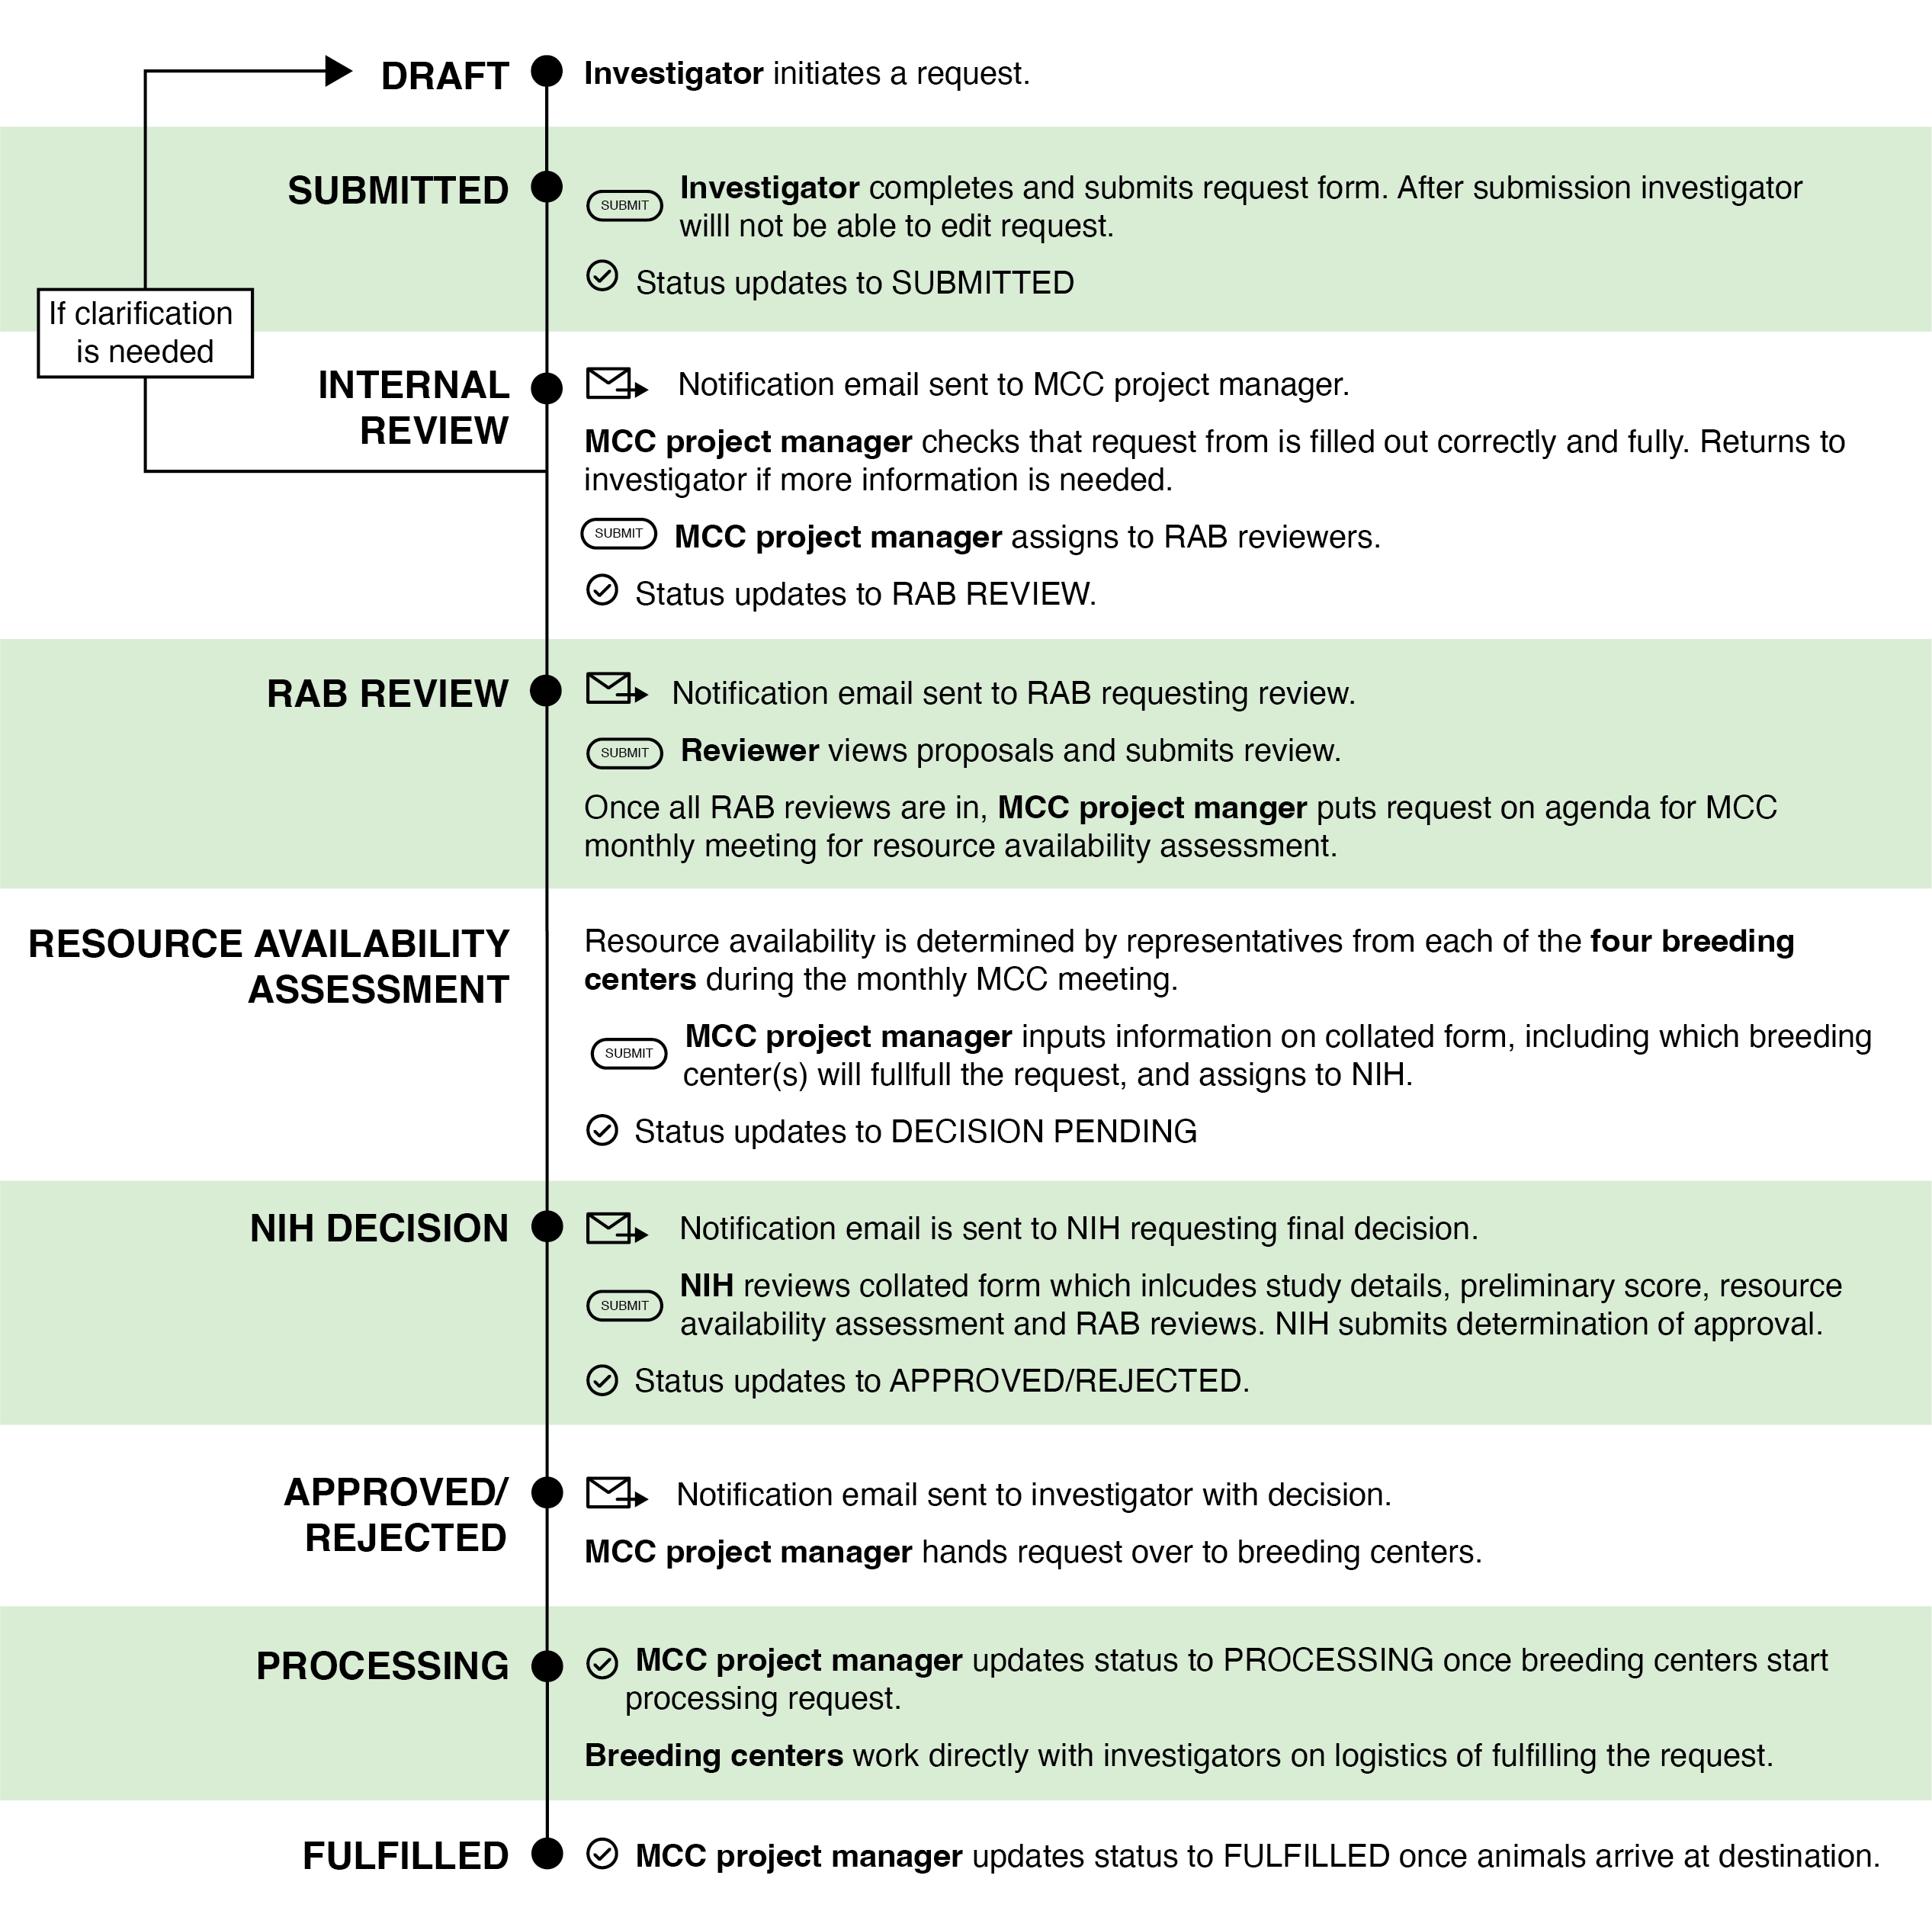 DRAFT
Investigator initiates a request.
SUBMITTED
SUBMIT
Investigator completes and submits request form. After submission investigator
willl not be able to edit request.
Status updates to SUBMITTED
If clarification
is needed
INTERNAL
REVIEW
Notification email sent to MCC project manager.
MCC project manager checks that request from is filled out correctly and fully. Returns to
investigator if more information is needed.
SUBMIT
MCC project manager assigns to RAB reviewers.
Status updates to RAB REVIEW.
RAB REVIEW
Notification email sent to RAB requesting review.
SUBMIT
Reviewer views proposals and submits review.
Once all RAB reviews are in, MCC project manger puts request on agenda for MCC
monthly meeting for resource availability assessment.
RESOURCE AVAILABILITY
ASSESSMENT
Resource availability is determined by representatives from each of the four breeding
centers during the monthly MCC meeting.
SUBMIT
MCC project manager inputs information on collated form, including which breeding
center(s) will fullfull the request, and assigns to NIH.
Status updates to DECISION PENDING
NIH DECISION
Notification email is sent to NIH requesting final decision.
SUBMIT
NIH reviews collated form which inlcudes study details, preliminary score, resource
availability assessment and RAB reviews. NIH submits determination of approval.
Status updates to APPROVED/REJECTED.
APPROVED/
REJECTED
Notification email sent to investigator with decision.
MCC project manager hands request over to breeding centers.
PROCESSING
MCC project manager updates status to PROCESSING once breeding centers start
processing request.
Breeding centers work directly with investigators on logistics of fulfilling the request.
FULFILLED
MCC project manager updates status to FULFILLED once animals arrive at destination.